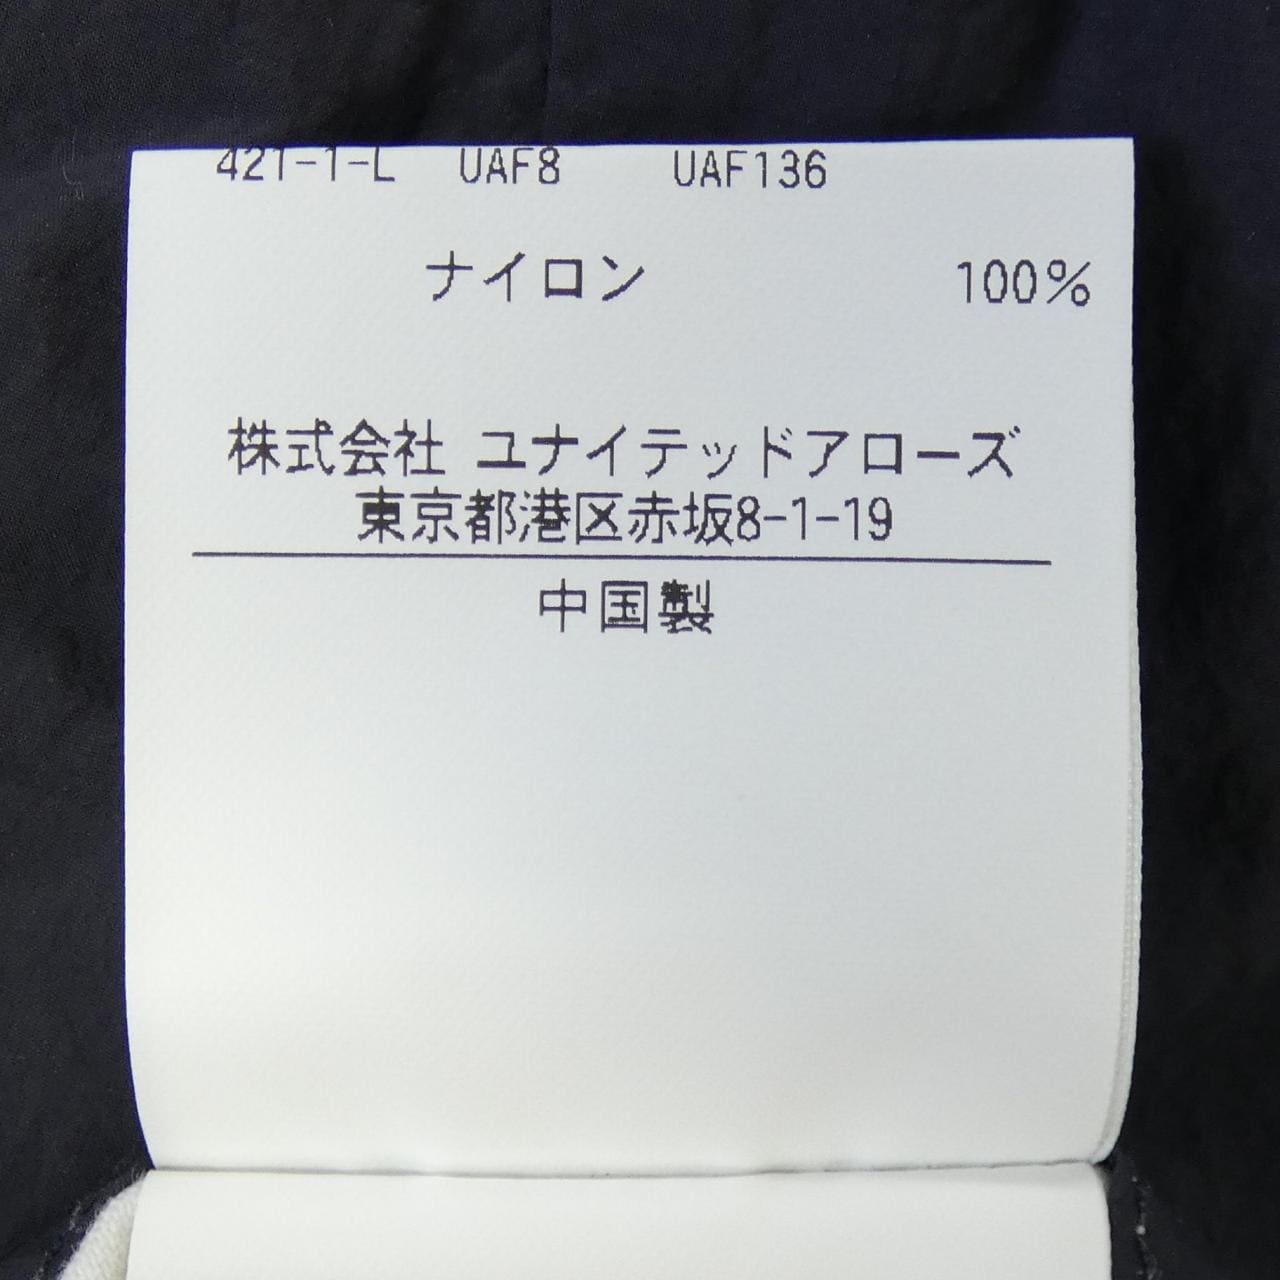 421-1-L UAF8 UAF136
ナイロン 100%
株式会社 ユナイテッドアローズ
東京都港区赤坂8-1-19
中国製